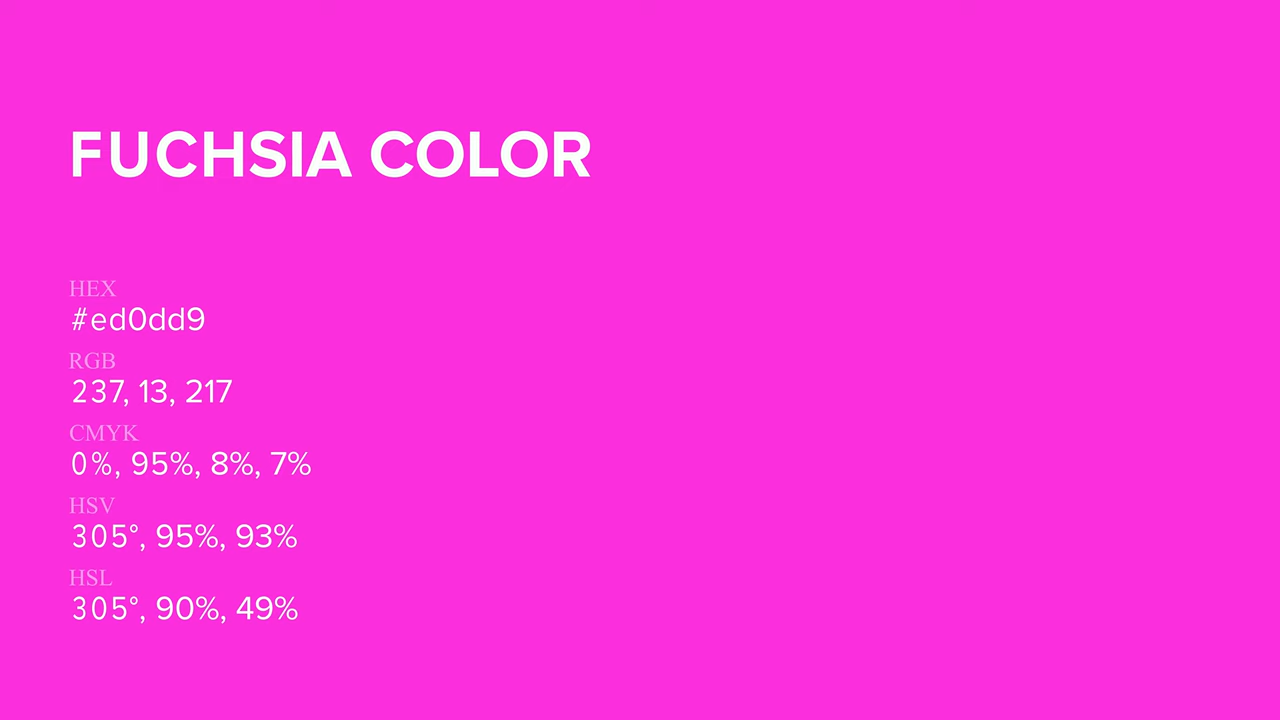 FUCHSIA COLOR
HEX
#ed0dd9
RGB
237, 13, 217
CMYK
0%, 95%, 8%, 7%
HSV
305°, 95%, 93%
HSL
305°, 90%, 49%